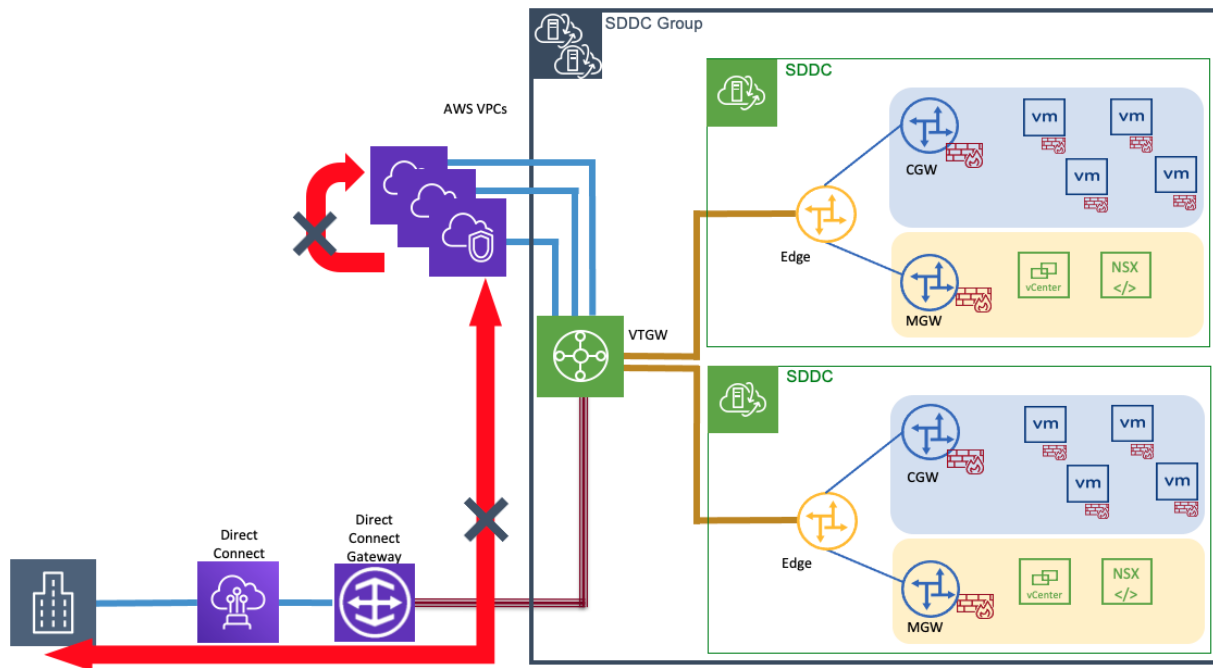 SDDC Group
SDDC
AWS VPCs
vm
vm
CGW
vm
vm
Edge
vCenter
NSX
</>
MGW
VTGW
SDDC
vm
vm
CGW
vm
vm
Direct
Connect
Direct
Connect
Gateway
Edge
vCenter
NSX
</>
MGW